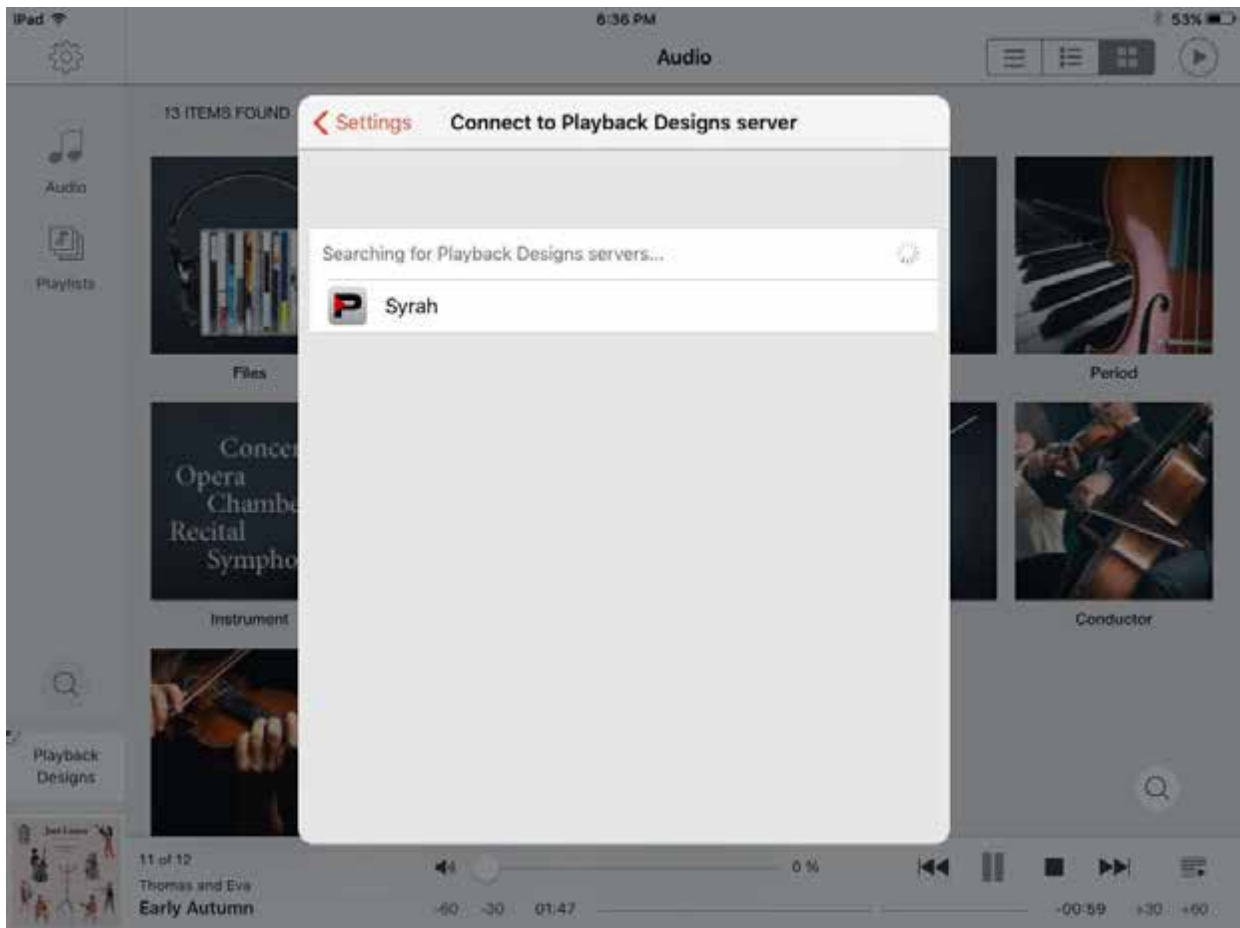 iPad
6:36 PM
53%
Audio
13 ITEMS FOUND
Settings
Connect to Playback Designs server
Audio
Searching for Playback Designs servers...
Playlists
Syrah
Files
Period
Concer
Opera
Chambe
Recital
Sympho
Instrument
Conductor
Playback
Designs
11 of 12
0 %
Thomas and Eva
Early Autumn
-60 -30 01:47
-00:59 +30 +60